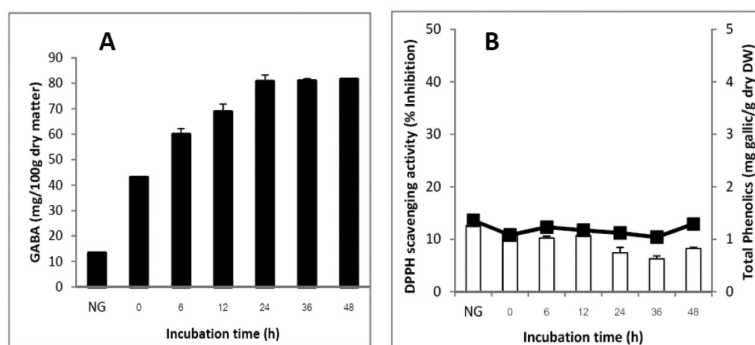 A
GABA (mg/100g dry matter)
90
80
70
60
50
40
30
20
10
0
NG 0 6 12 24 36 48
Incubation time (h)
B
DPPH scavenging activity (% Inhibition)
50
40
30
20
10
0
NG 0 6 12 24 36 48
Incubation time (h)
5
4
3
2
1
0
Total Phenolics (mg gallic/g dry DW)